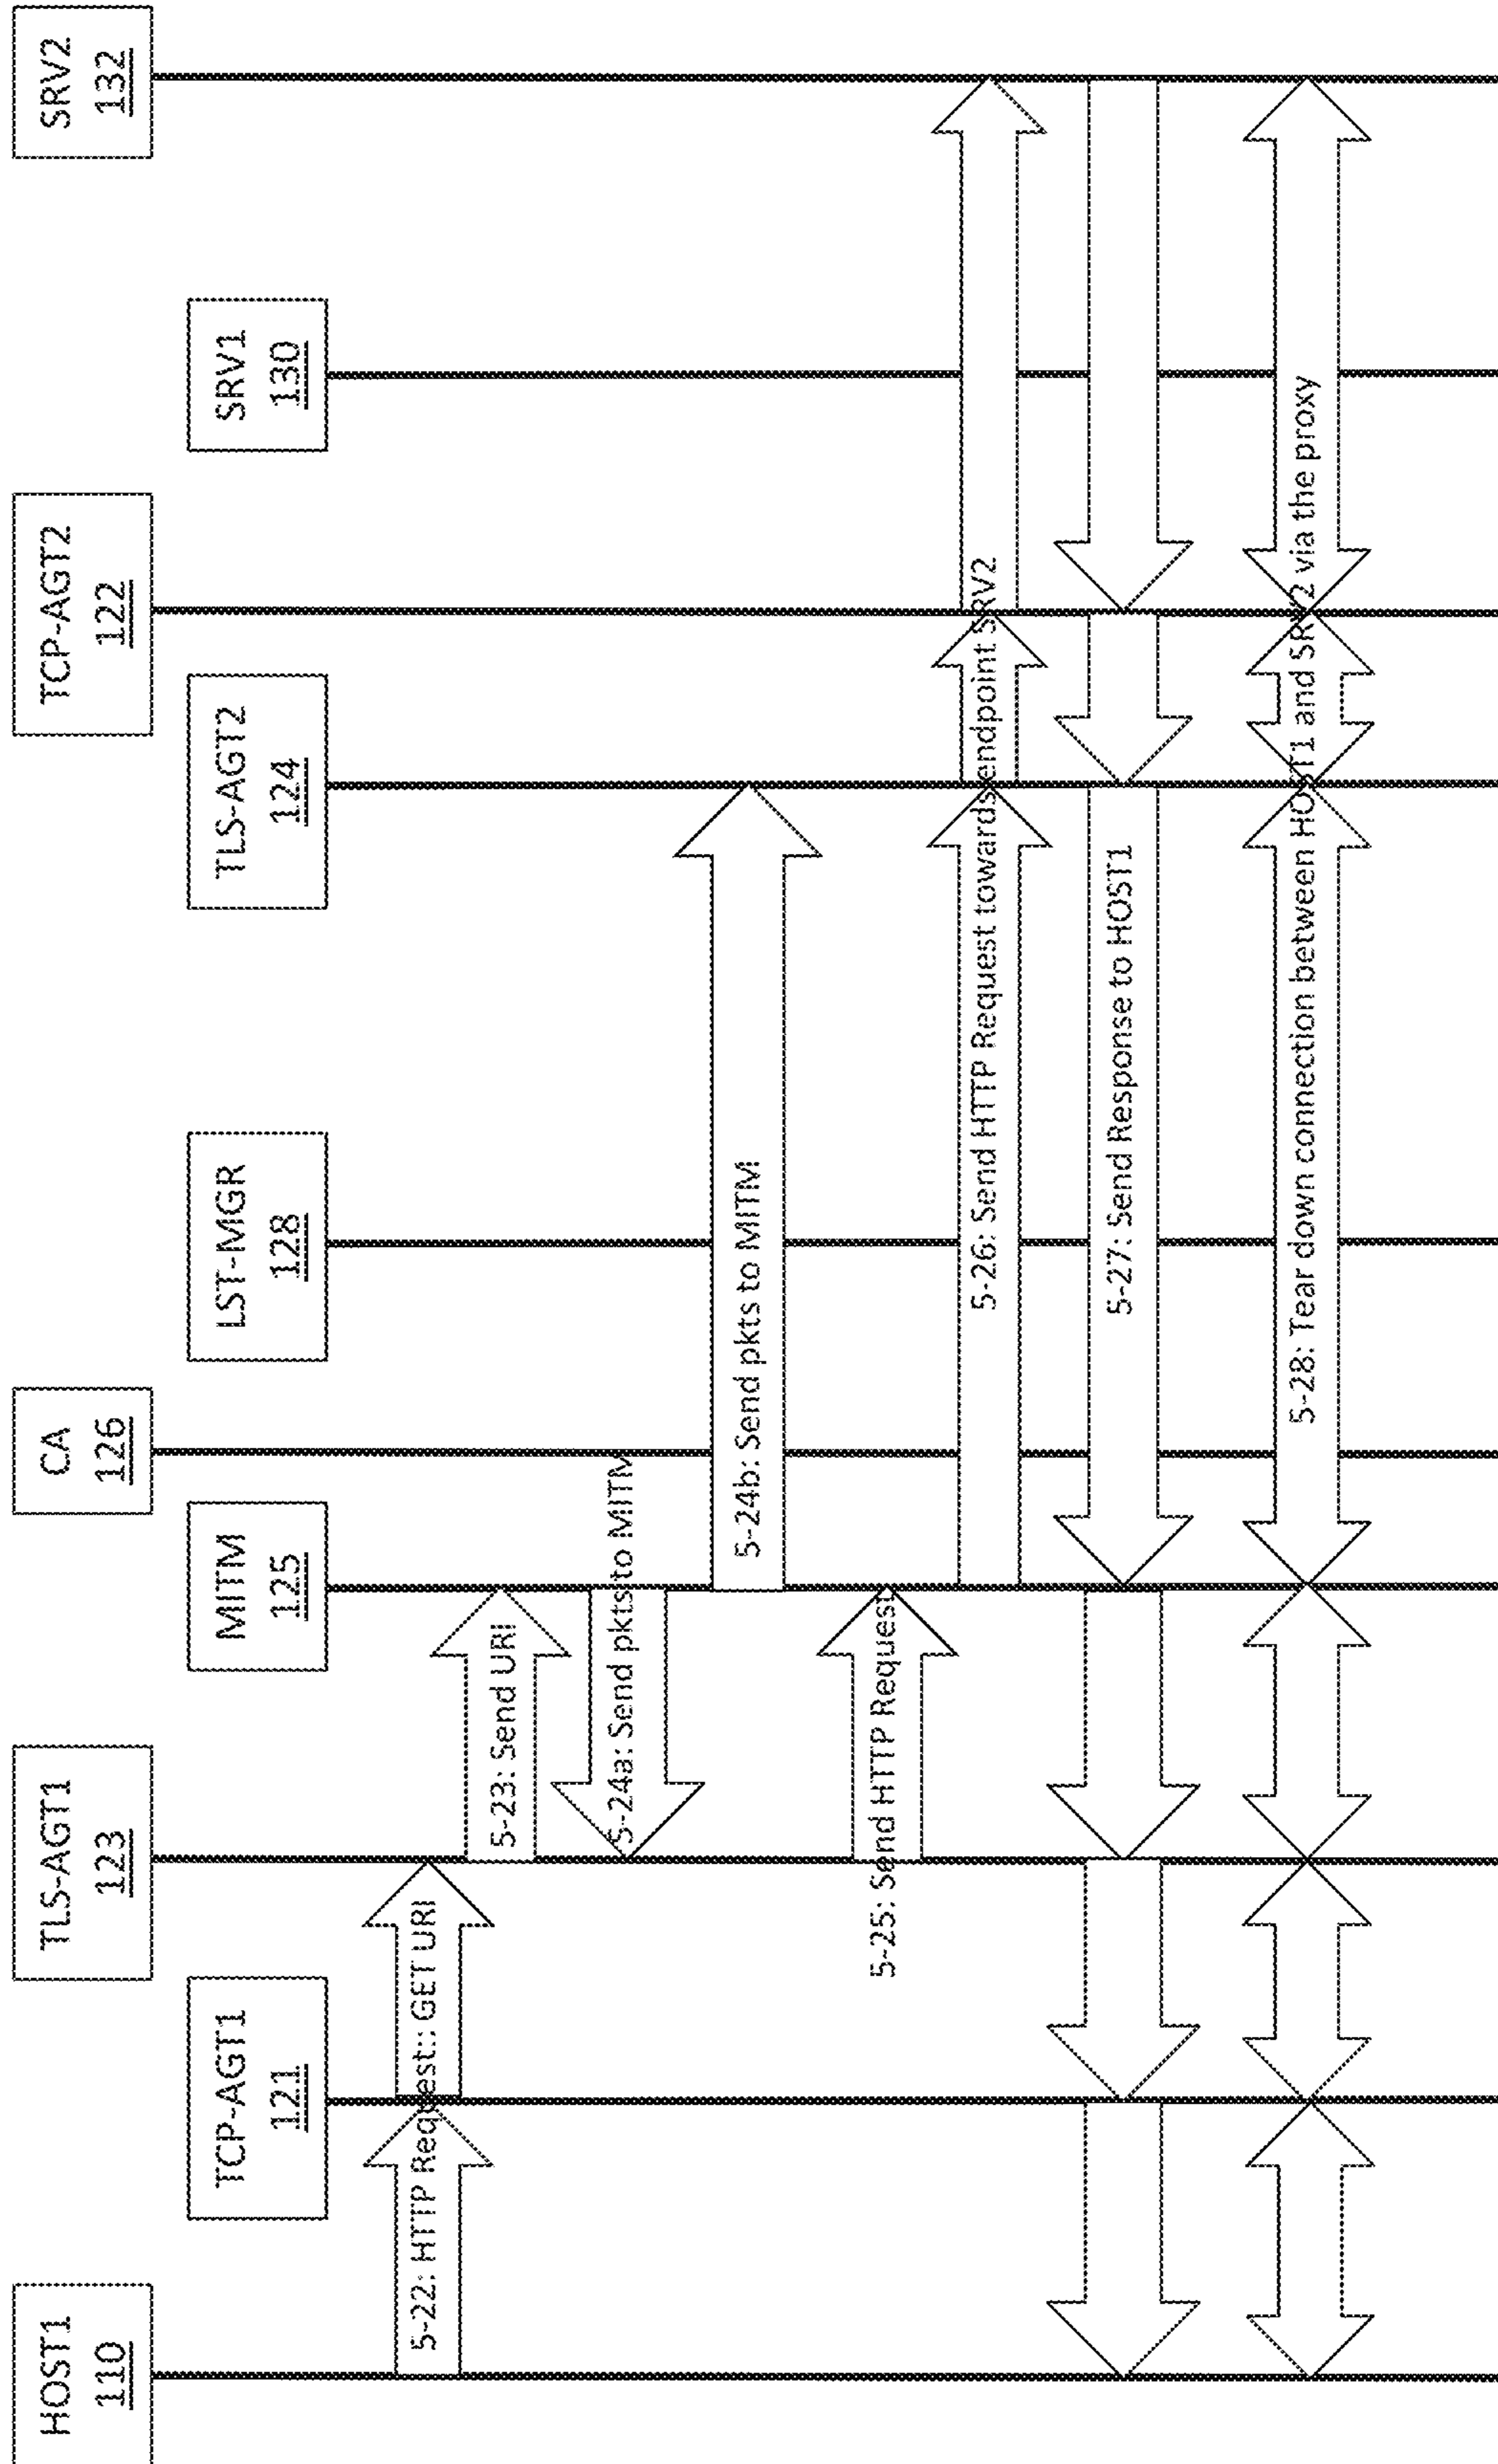 HOST1
110
TCP-AGT1
121
TLS-AGT1
123
MITM
125
CA
126
LST-MGR
128
TLS-AGT2
124
TCP-AGT2
122
SRV1
130
SRV2
132
5-22: HTTP Request:: GET URI
5-23: Send URI
5-24a: Send pkts to MITM
5-24b: Send pkts to MITM
5-25: Send HTTP Request
5-26: Send HTTP Request towards endpoint SRV2
5-27: Send Response to HOST1
5-28: Tear down connection between HOST1 and SRV2 via the proxy